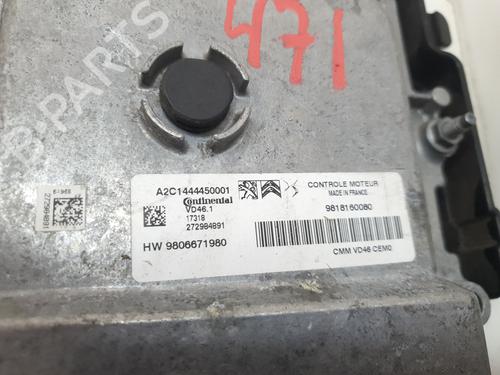 471
B-PARTS
A2C1444450001
Continental
VD46.1
17318
272984891
HW 9806671980
CONTROLE MOTEUR
MADE IN FRANCE
9818160080
CMM VD46 CEM0
272984891